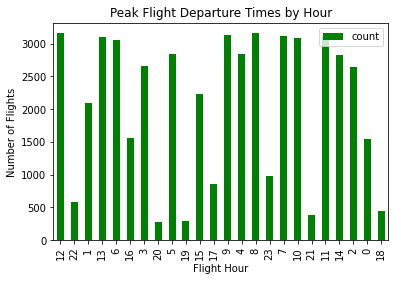 Peak Flight Departure Times by Hour
count
3000
2500
2000
1500
1000
500
0
Number of Flights
12 22 1 13 6 16 3 20 5 19 15 17 9 4 8 23 7 10 21 11 14 2 0 18
Flight Hour